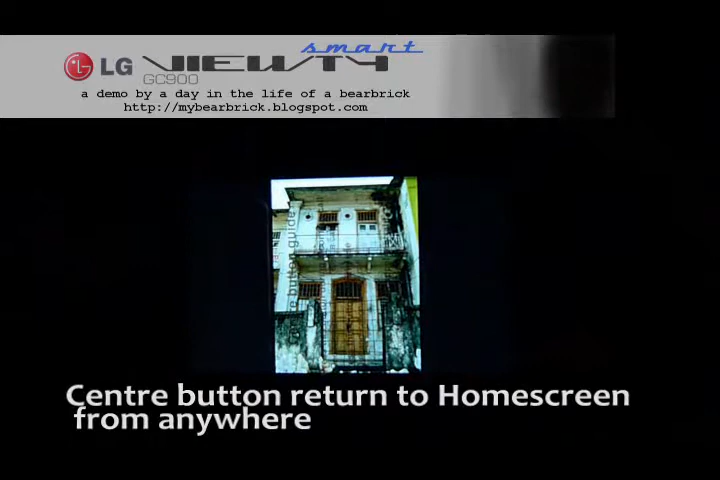 smart
LG VIEWTY
GC900
a demo by a day in the life of a bearbrick
http://mybearbrick.blogspot.com
Centre button return to Homescreen
from anywhere